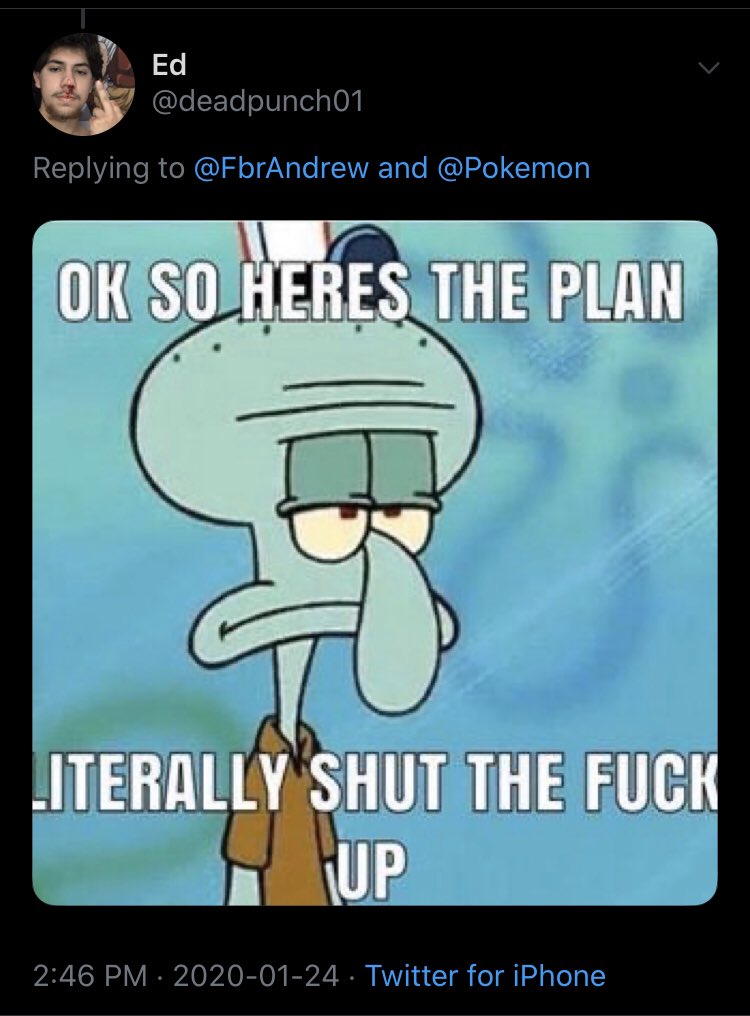 Ed
@deadpunch01
Replying to @FbrAndrew and @Pokemon
OK SO HERES THE PLAN
LITERALLY SHUT THE FUCK
UP
2:46 PM · 2020-01-24 · Twitter for iPhone